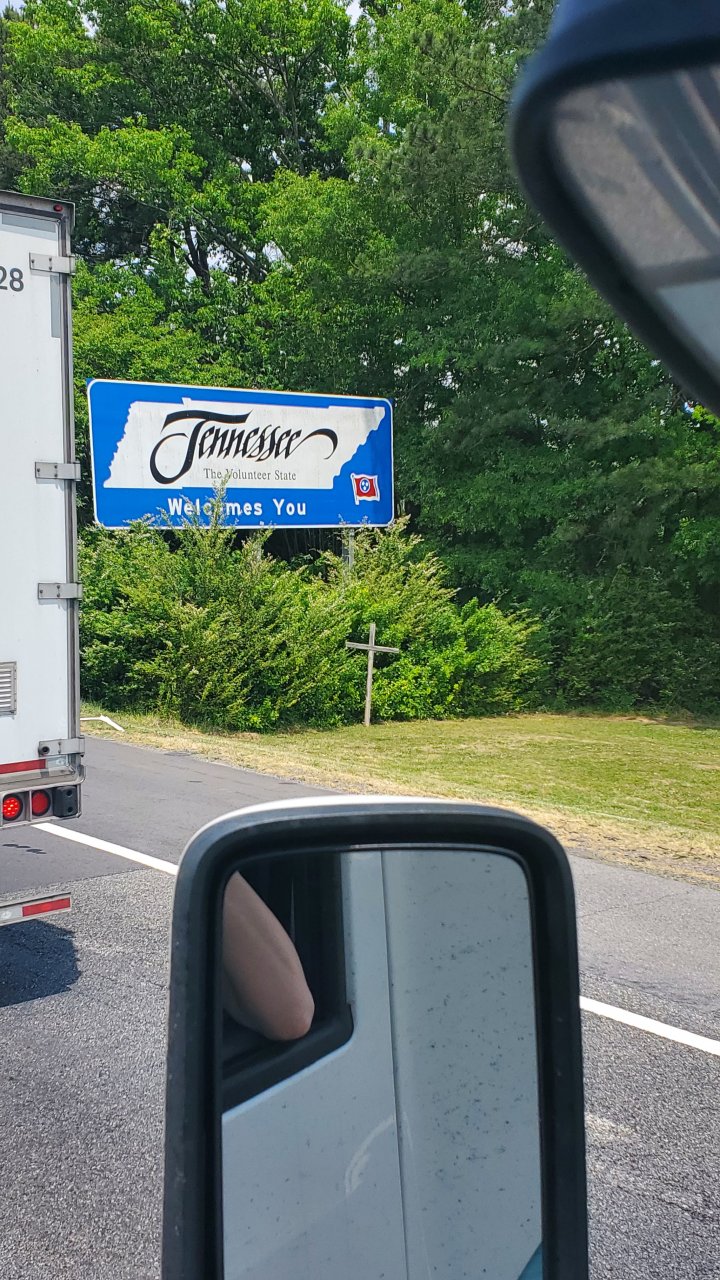 28
Tennessee
The Volunteer State
Welcomes You